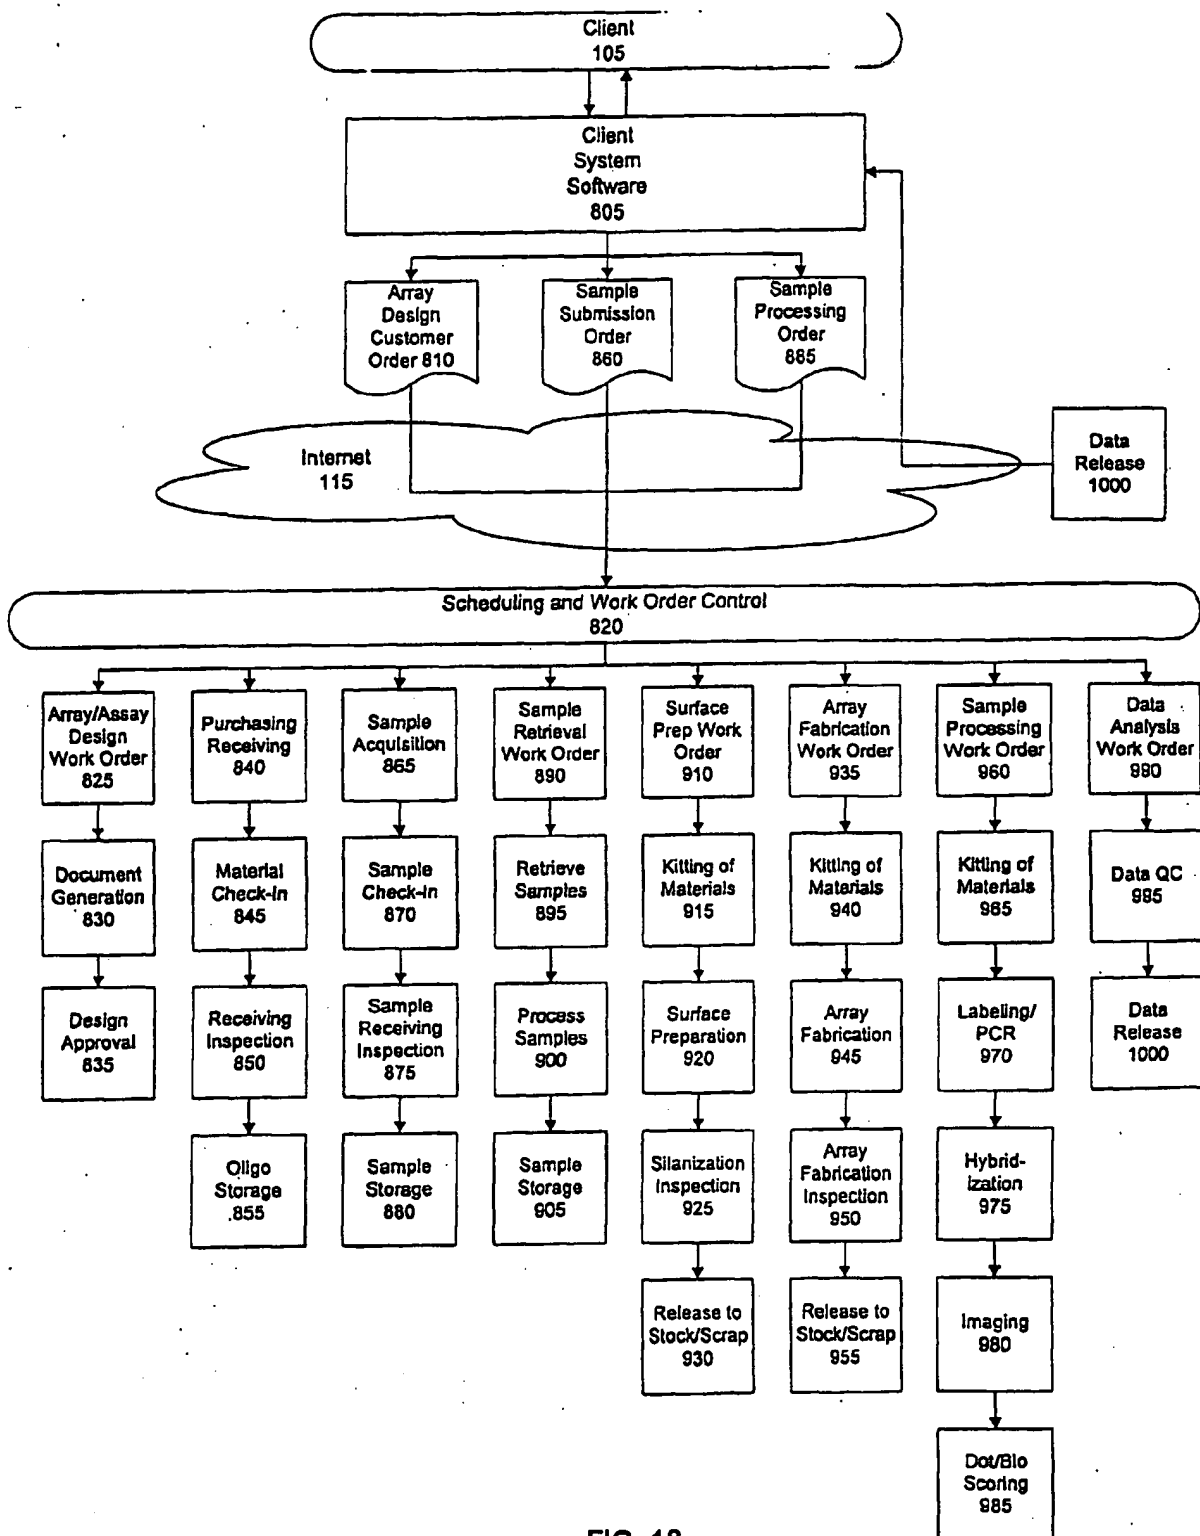 Client
105
Client
System
Software
805
Array
Design
Customer
Order 810
Sample
Submission
Order
860
Sample
Processing
Order
885
Internet
115
Data
Release
1000
Scheduling and Work Order Control
820
Array/Assay
Design
Work Order
825
Purchasing
Receiving
840
Sample
Acquisition
865
Sample
Retrieval
Work Order
890
Surface
Prep Work
Order
910
Array
Fabrication
Work Order
935
Sample
Processing
Work Order
960
Data
Analysis
Work Order
990
Document
Generation
830
Material
Check-In
845
Sample
Check-In
870
Retrieve
Samples
895
Kitting of
Materials
915
Kitting of
Materials
940
Kitting of
Materials
965
Data QC
995
Design
Approval
835
Receiving
Inspection
850
Sample
Receiving
Inspection
875
Process
Samples
900
Surface
Preparation
920
Array
Fabrication
945
Labeling/
PCR
970
Data
Release
1000
Oligo
Storage
855
Sample
Storage
880
Sample
Storage
905
Silanization
Inspection
925
Array
Fabrication
Inspection
950
Hybrid-
ization
975
Release to
Stock/Scrap
930
Release to
Stock/Scrap
955
Imaging
980
Dot/Bio
Scoring
985